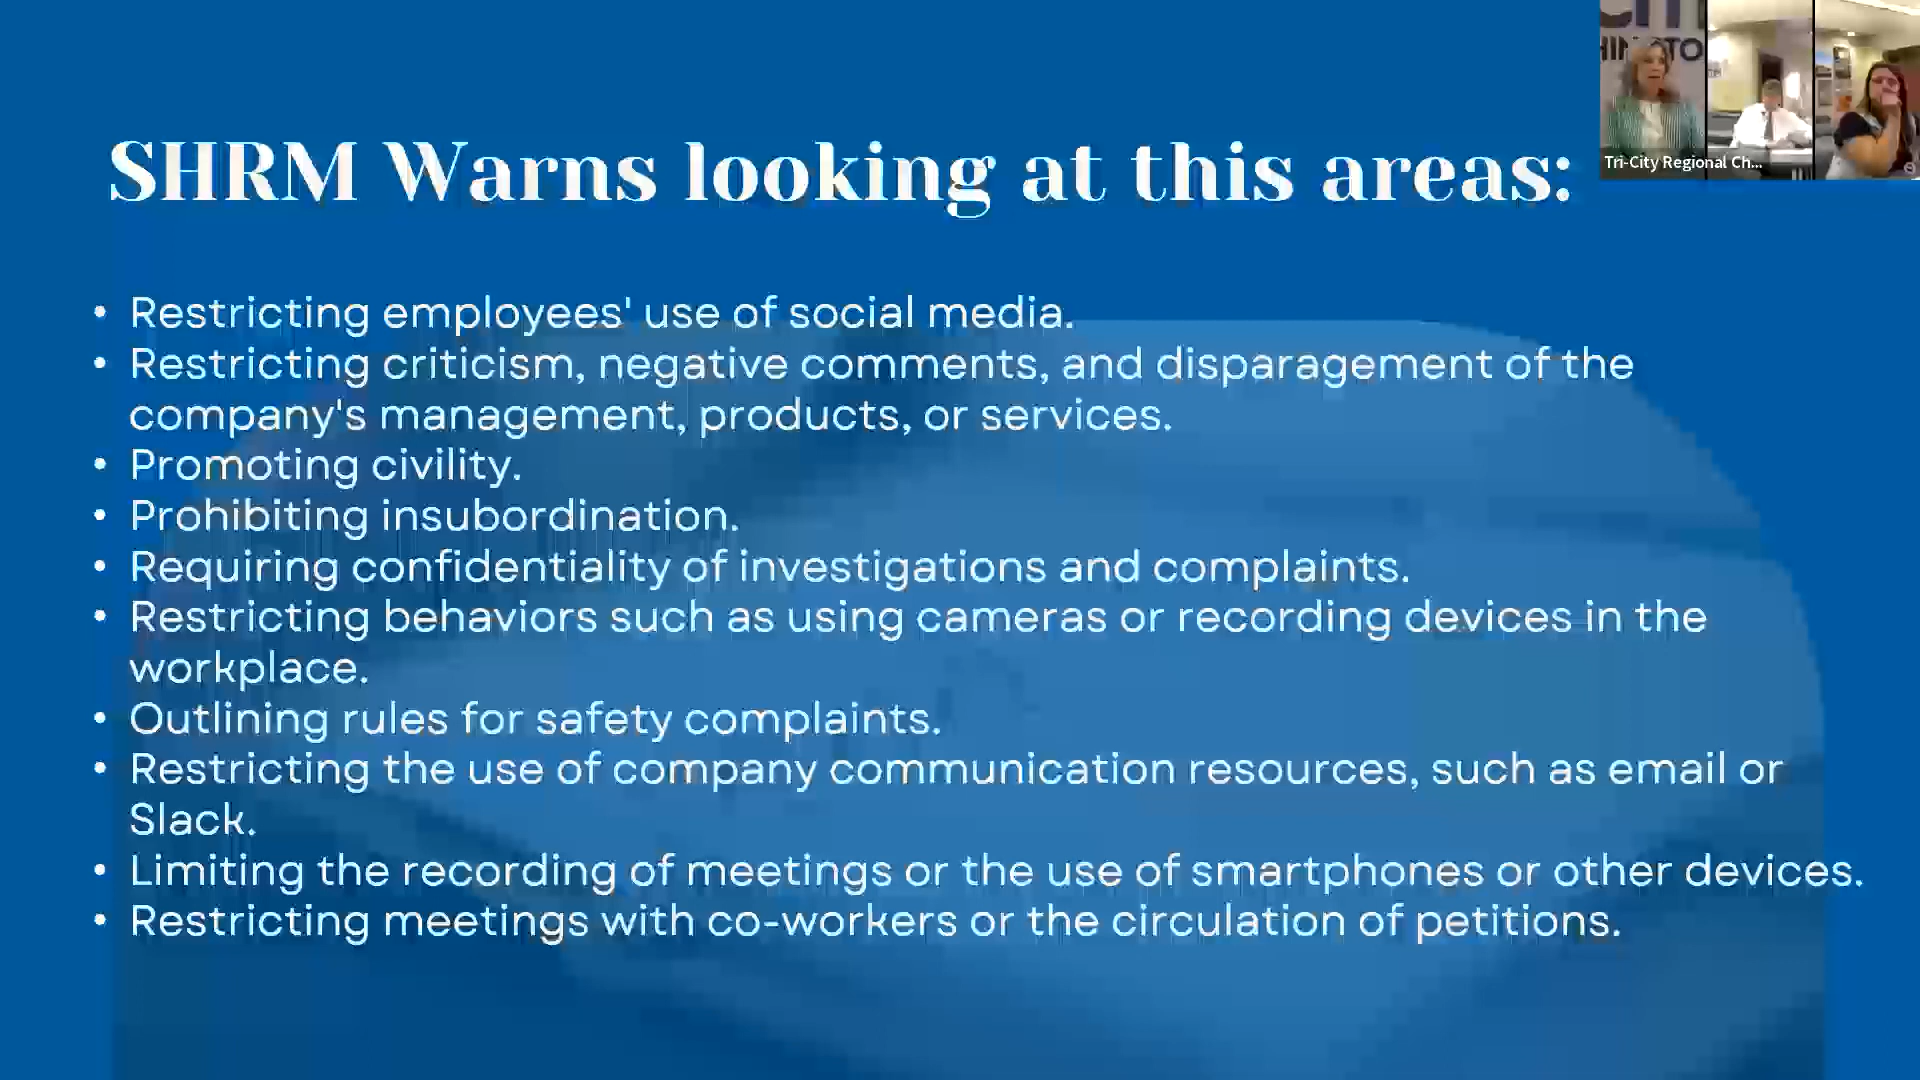 SHRM Warns looking at this areas:
• Restricting employees' use of social media.
• Restricting criticism, negative comments, and disparagement of the
company's management, products, or services.
• Promoting civility.
• Prohibiting insubordination.
• Requiring confidentiality of investigations and complaints.
• Restricting behaviors such as using cameras or recording devices in the
workplace.
• Outlining rules for safety complaints.
• Restricting the use of company communication resources, such as email or
Slack.
• Limiting the recording of meetings or the use of smartphones or other devices.
• Restricting meetings with co-workers or the circulation of petitions.
Tri-City Regional Ch...